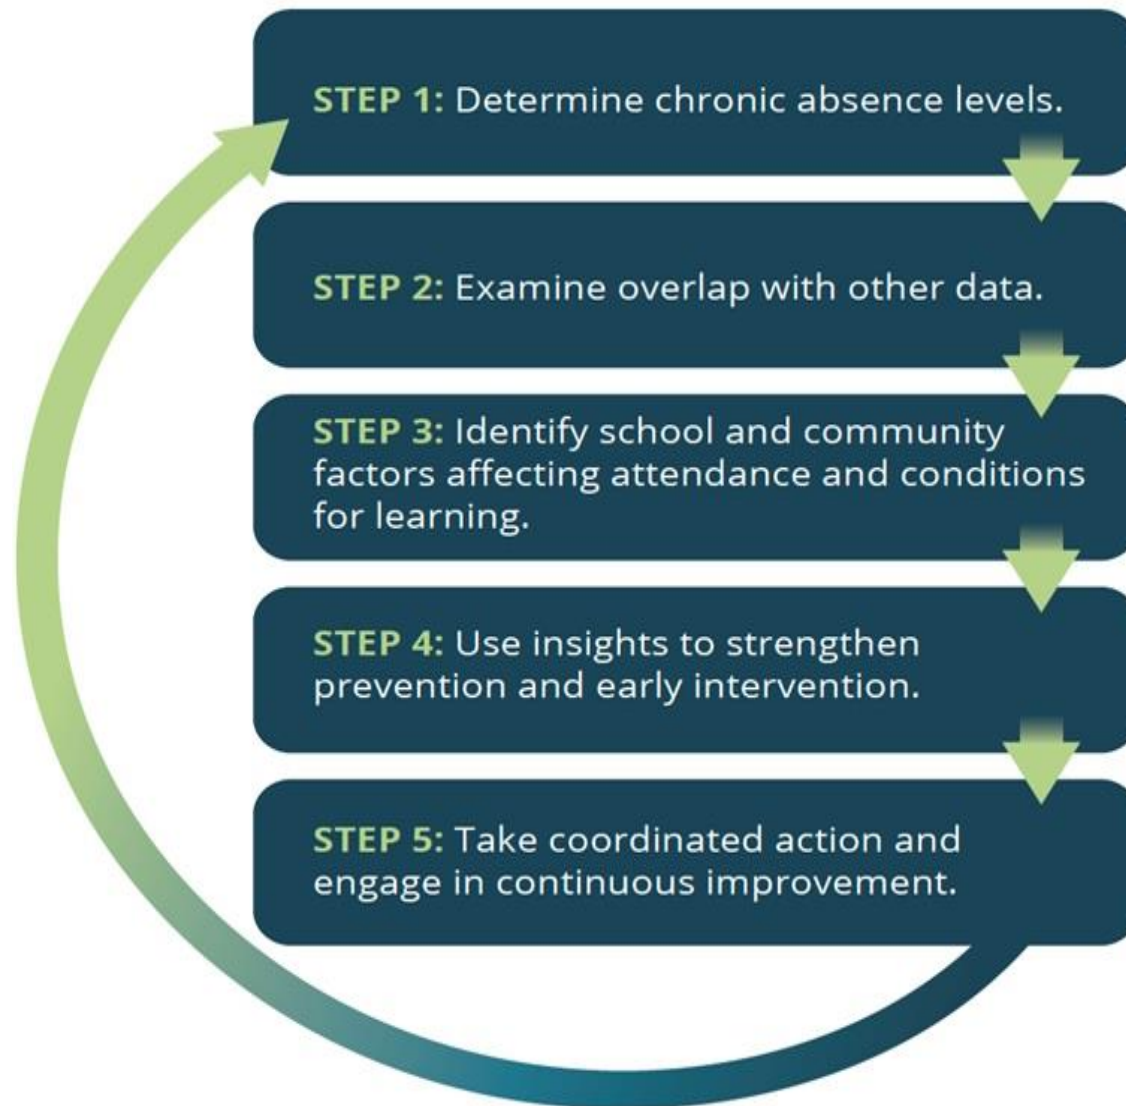 STEP 1: Determine chronic absence levels.
STEP 2: Examine overlap with other data.
STEP 3: Identify school and community
factors affecting attendance and conditions
for learning.
STEP 4: Use insights to strengthen
prevention and early intervention.
STEP 5: Take coordinated action and
engage in continuous improvement.